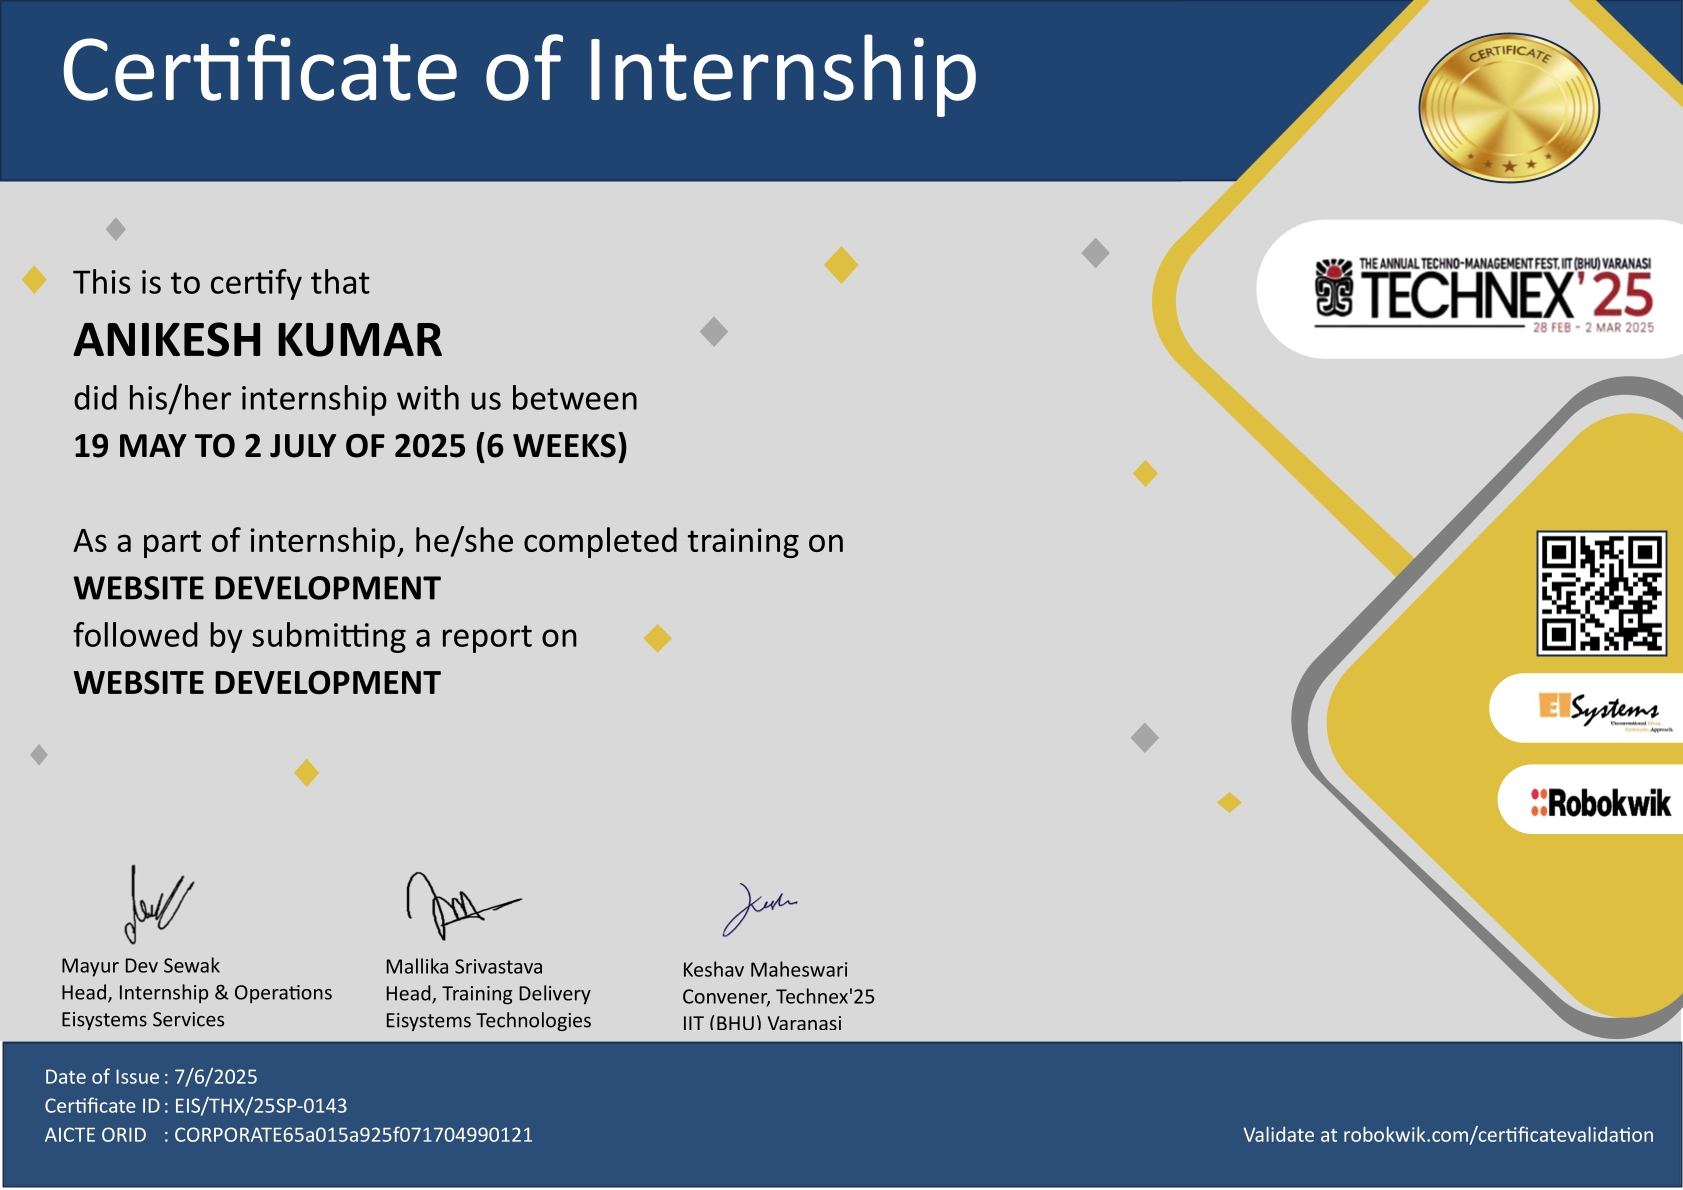 Certificate of Internship
CERTIFICATE
THE ANNUAL TECHNO-MANAGEMENT FEST, IIT (BHU) VARANASI
TECHNEX'25
28 FEB - 2 MAR 2025
This is to certify that
ANIKESH KUMAR
did his/her internship with us between
19 MAY TO 2 JULY OF 2025 (6 WEEKS)
As a part of internship, he/she completed training on
WEBSITE DEVELOPMENT
followed by submitting a report on
WEBSITE DEVELOPMENT
EISystems
Unconventional Ideas.
Systematic Approach.
Robokwik
Mayur Dev Sewak
Head, Internship & Operations
Eisystems Services
Mallika Srivastava
Head, Training Delivery
Eisystems Technologies
Keshav Maheswari
Convener, Technex'25
IIT (BHU) Varanasi
Date of Issue : 7/6/2025
Certificate ID : EIS/THX/25SP-0143
AICTE ORID : CORPORATE65a015a925f071704990121
Validate at robokwik.com/certificatevalidation